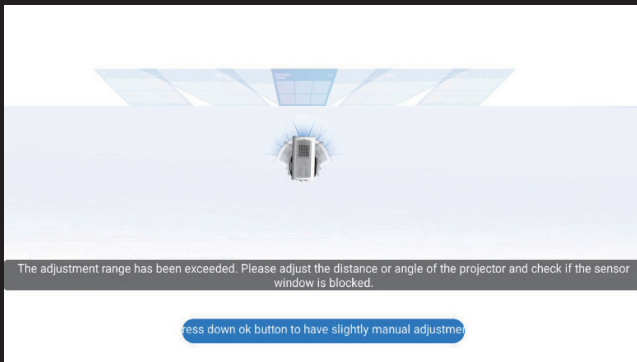 The adjustment range has been exceeded. Please adjust the distance or angle of the projector and check if the sensor
window is blocked.
ress down ok button to have slightly manual adjustmen